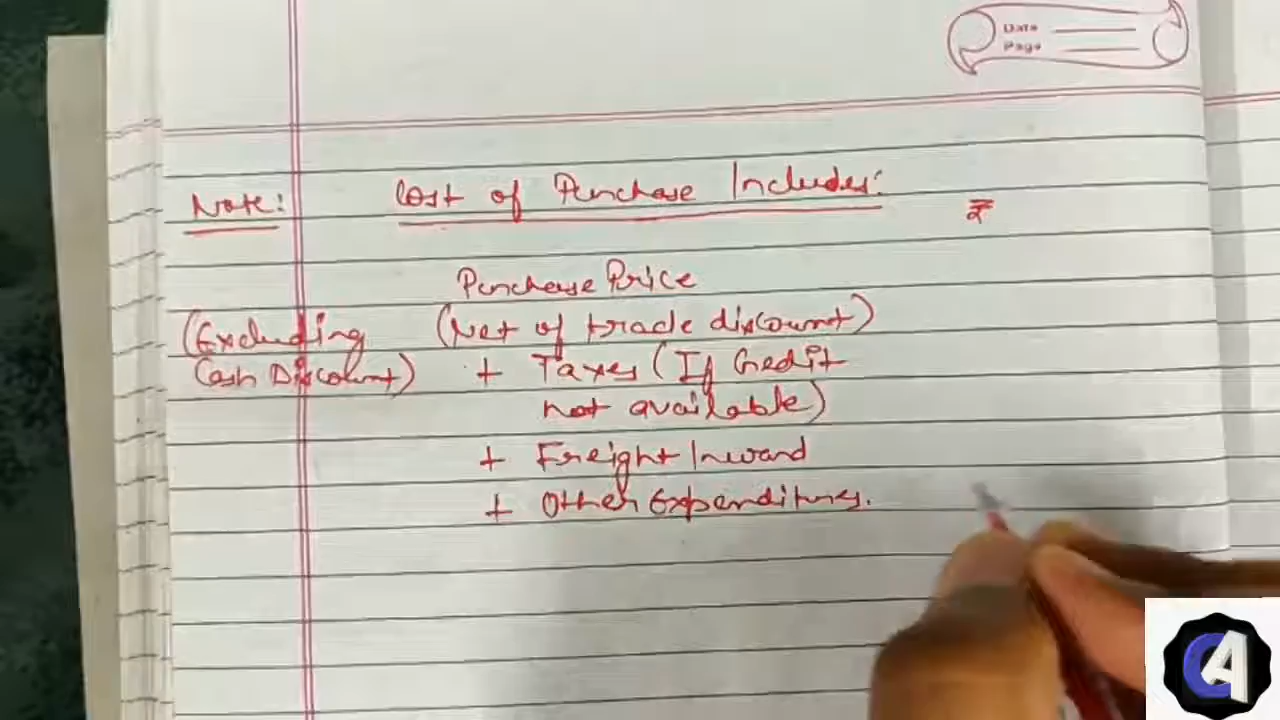 Date
Page
Note: Cost of Purchase Includes:
₹
Purchase Price
(Excluding (Net of trade discount)
Cash Discount) + Taxes (If Credit
not available)
+ Freight Inward
+ Other Expenditures.
CA